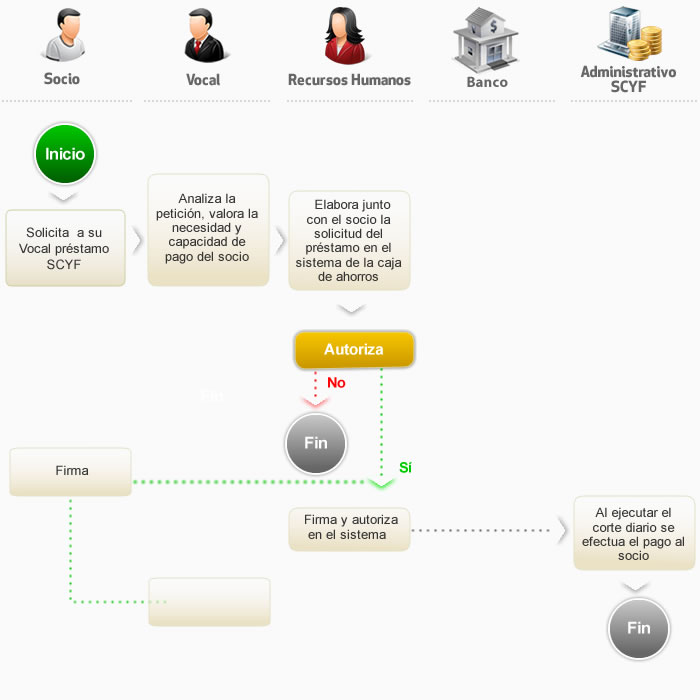 Socio
Vocal
Recursos Humanos
Banco
Administrativo
SCYF
Inicio
Solicita a su
Vocal préstamo
SCYF
Analiza la
petición, valora la
necesidad y
capacidad de
pago del socio
Elabora junto
con el socio la
solicitud del
préstamo en el
sistema de la caja
de ahorros
Autoriza
No
Fin
Fin
Sí
Firma
Firma y autoriza
en el sistema
Al ejecutar el
corte diario se
efectua el pago al
socio
Fin